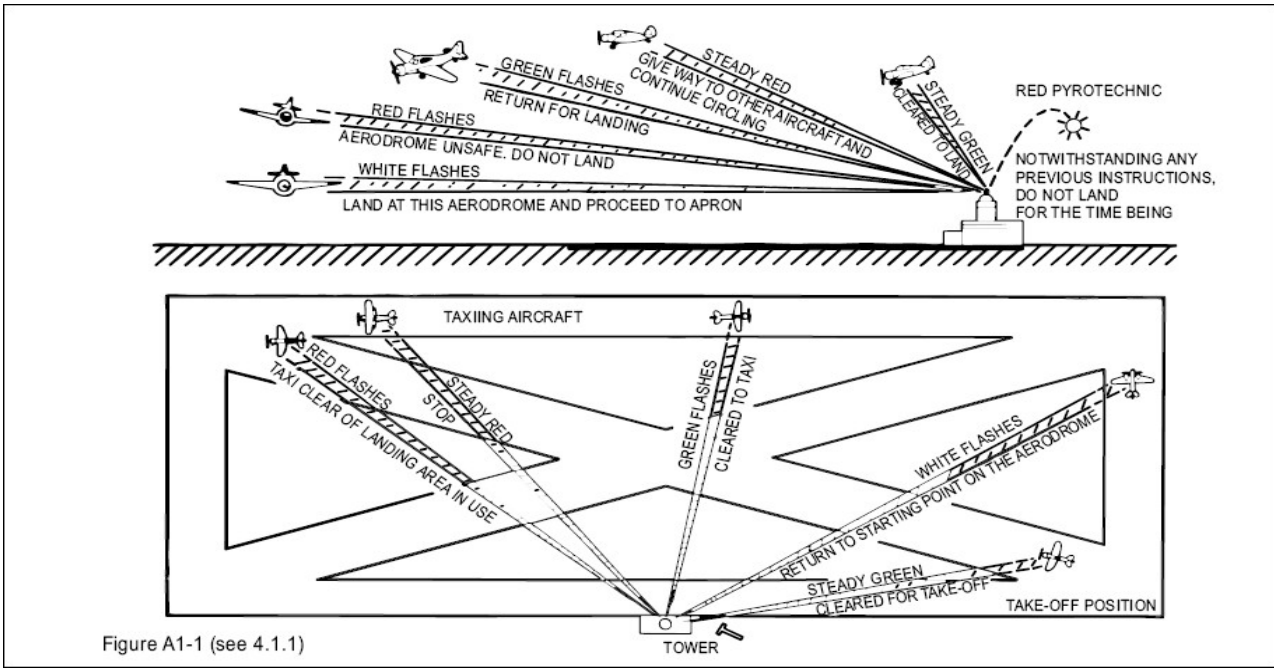 STEADY RED
GIVE WAY TO OTHER AIRCRAFT AND
CONTINUE CIRCLING
GREEN FLASHES
RETURN FOR LANDING
STEADY GREEN
CLEARED TO LAND
RED PYROTECHNIC
RED FLASHES
AERODROME UNSAFE. DO NOT LAND
NOTWITHSTANDING ANY
PREVIOUS INSTRUCTIONS,
DO NOT LAND
FOR THE TIME BEING
WHITE FLASHES
LAND AT THIS AERODROME AND PROCEED TO APRON
TAXIING AIRCRAFT
RED FLASHES
TAXI CLEAR OF LANDING AREA IN USE
STEADY RED
STOP
GREEN FLASHES
CLEARED TO TAXI
WHITE FLASHES
RETURN TO STARTING POINT ON THE AERODROME
STEADY GREEN
CLEARED FOR TAKE-OFF
TAKE-OFF POSITION
Figure A1-1 (see 4.1.1)
TOWER